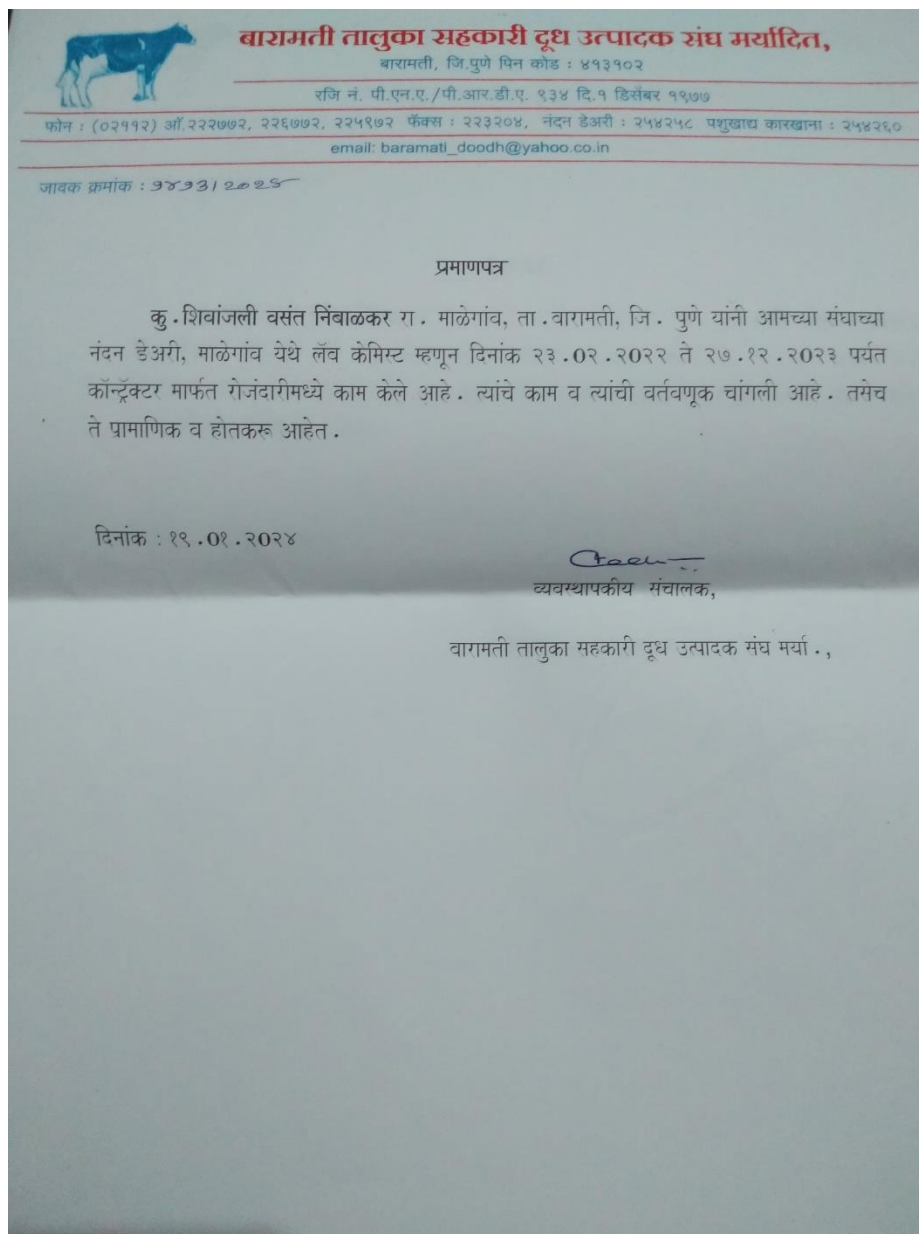 बारामती तालुका सहकारी दूध उत्पादक संघ मर्यादित,
बारामती, जि.पुणे पिन कोड : ४१३१०२
रजि नं. पी.एन.ए./पी.आर.डी.ए. ९३४ दि.१ डिसेंबर १९७७
फोन : (०२११२) ऑ.२२२७७२, २२६७७२, २२५९७२ फॅक्स : २२३२०४, नंदन डेअरी : २५४२५८ पशुखाद्य कारखाना : २५४२६०
email: baramati_doodh@yahoo.co.in
जावक क्रमांक :
प्रमाणपत्र
कु.शिवांजली वसंत निंबाळकर रा. माळेगांव, ता.बारामती, जि. पुणे यांनी आमच्या संघाच्या
नंदन डेअरी, माळेगांव येथे लॅब केमिस्ट म्हणून दिनांक २३.०२.२०२२ ते २७.१२.२०२३ पर्यत
कॉन्ट्रॅक्टर मार्फत रोजंदारीमध्ये काम केले आहे. त्यांचे काम व त्यांची वर्तवणूक चांगली आहे. तसेच
ते प्रामाणिक व होतकरू आहेत.
दिनांक : १९.०१.२०२४
व्यवस्थापकीय संचालक,
बारामती तालुका सहकारी दूध उत्पादक संघ मर्या.,